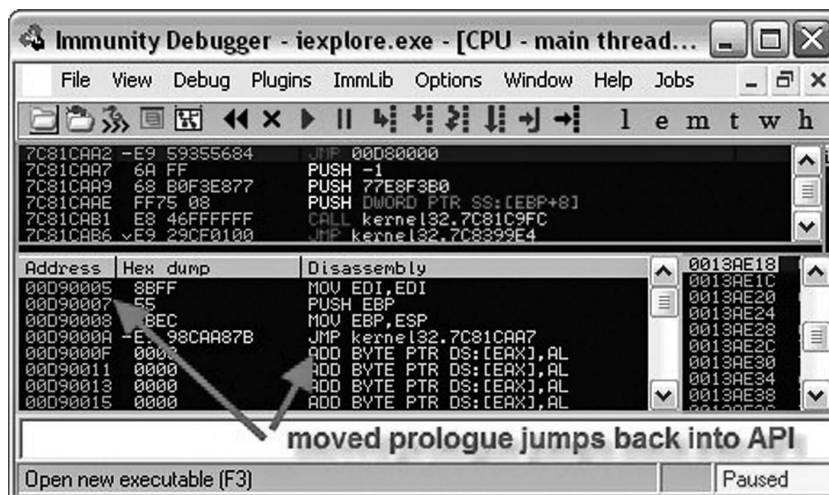 Immunity Debugger - iexplore.exe - [CPU - main thread...
File View Debug Plugins ImmLib Options Window Help Jobs
l e m t w h
7C81CAA2 -E9 59355684 JMP 00D80000
7C81CAA7 6A FF PUSH -1
7C81CAA9 68 B0F3E877 PUSH 77E8F3B0
7C81CAAE FF75 08 PUSH DWORD PTR SS:[EBP+8]
7C81CAB1 E8 46FFFFFF CALL kernel32.7C81C9FC
7C81CAB6 ⌄E9 29CF0100 JMP kernel32.7C8399E4
Address Hex dump Disassembly
00D90005 8BFF MOV EDI,EDI
00D90007 55 PUSH EBP
00D90008 8BEC MOV EBP,ESP
00D9000A 98CAA87B JMP kernel32.7C81CAA7
00D9000F 0000 ADD BYTE PTR DS:[EAX],AL
00D90011 0000 ADD BYTE PTR DS:[EAX],AL
00D90013 0000 ADD BYTE PTR DS:[EAX],AL
00D90015 0000 ADD BYTE PTR DS:[EAX],AL
0013AE18
0013AE1C
0013AE20
0013AE24
0013AE28
0013AE2C
0013AE30
0013AE34
0013AE38
moved prologue jumps back into API
Open new executable (F3)
Paused